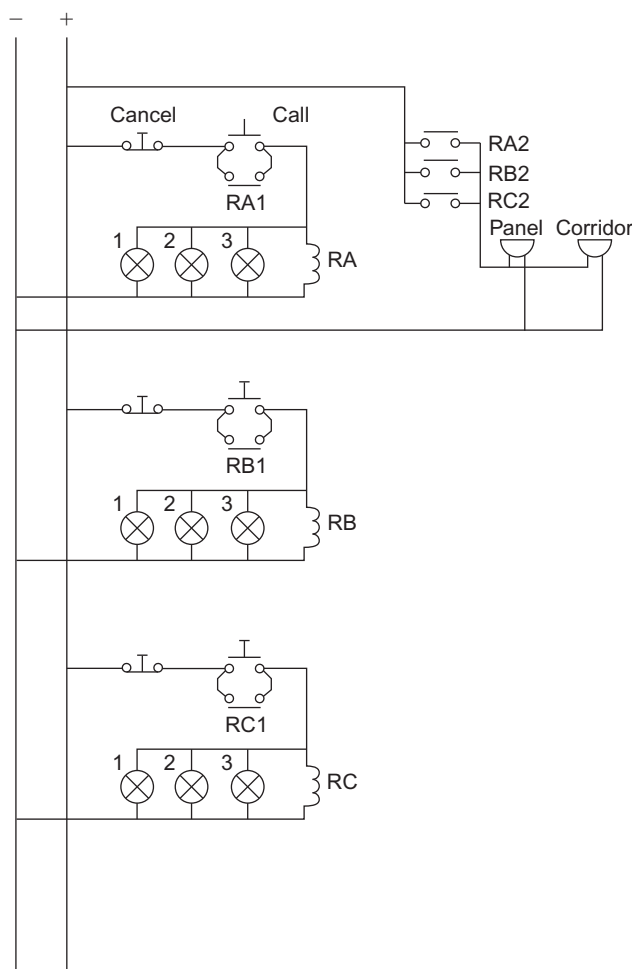 − +
Cancel Call
RA2
RB2
RC2
RA1
Panel Corridor
1 2 3
RA
RB1
1 2 3
RB
RC1
1 2 3
RC